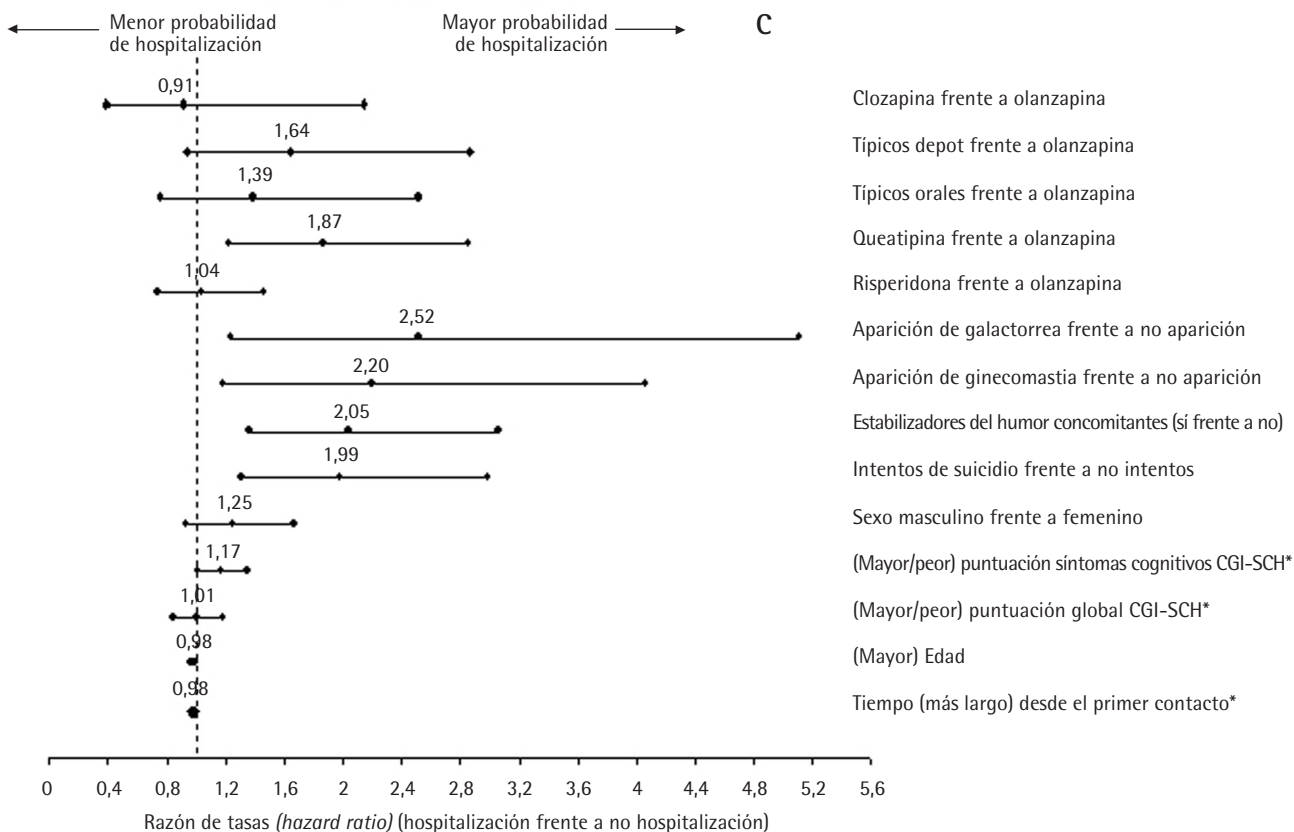 Menor probabilidad
de hospitalización
Mayor probabilidad
de hospitalización
C
0,91
Clozapina frente a olanzapina
1,64
Típicos depot frente a olanzapina
1,39
Típicos orales frente a olanzapina
1,87
Queatipina frente a olanzapina
1,04
Risperidona frente a olanzapina
2,52
Aparición de galactorrea frente a no aparición
2,20
Aparición de ginecomastia frente a no aparición
2,05
Estabilizadores del humor concomitantes (sí frente a no)
1,99
Intentos de suicidio frente a no intentos
1,25
Sexo masculino frente a femenino
1,17
(Mayor/peor) puntuación síntomas cognitivos CGI-SCH*
1,01
(Mayor/peor) puntuación global CGI-SCH*
0,98
(Mayor) Edad
0,98
Tiempo (más largo) desde el primer contacto*
0 0,4 0,81 1,2 1,6 2 2,4 2,8 3,6 4 4,4 4,8 5,2 5,6
Razón de tasas (hazard ratio) (hospitalización frente a no hospitalización)